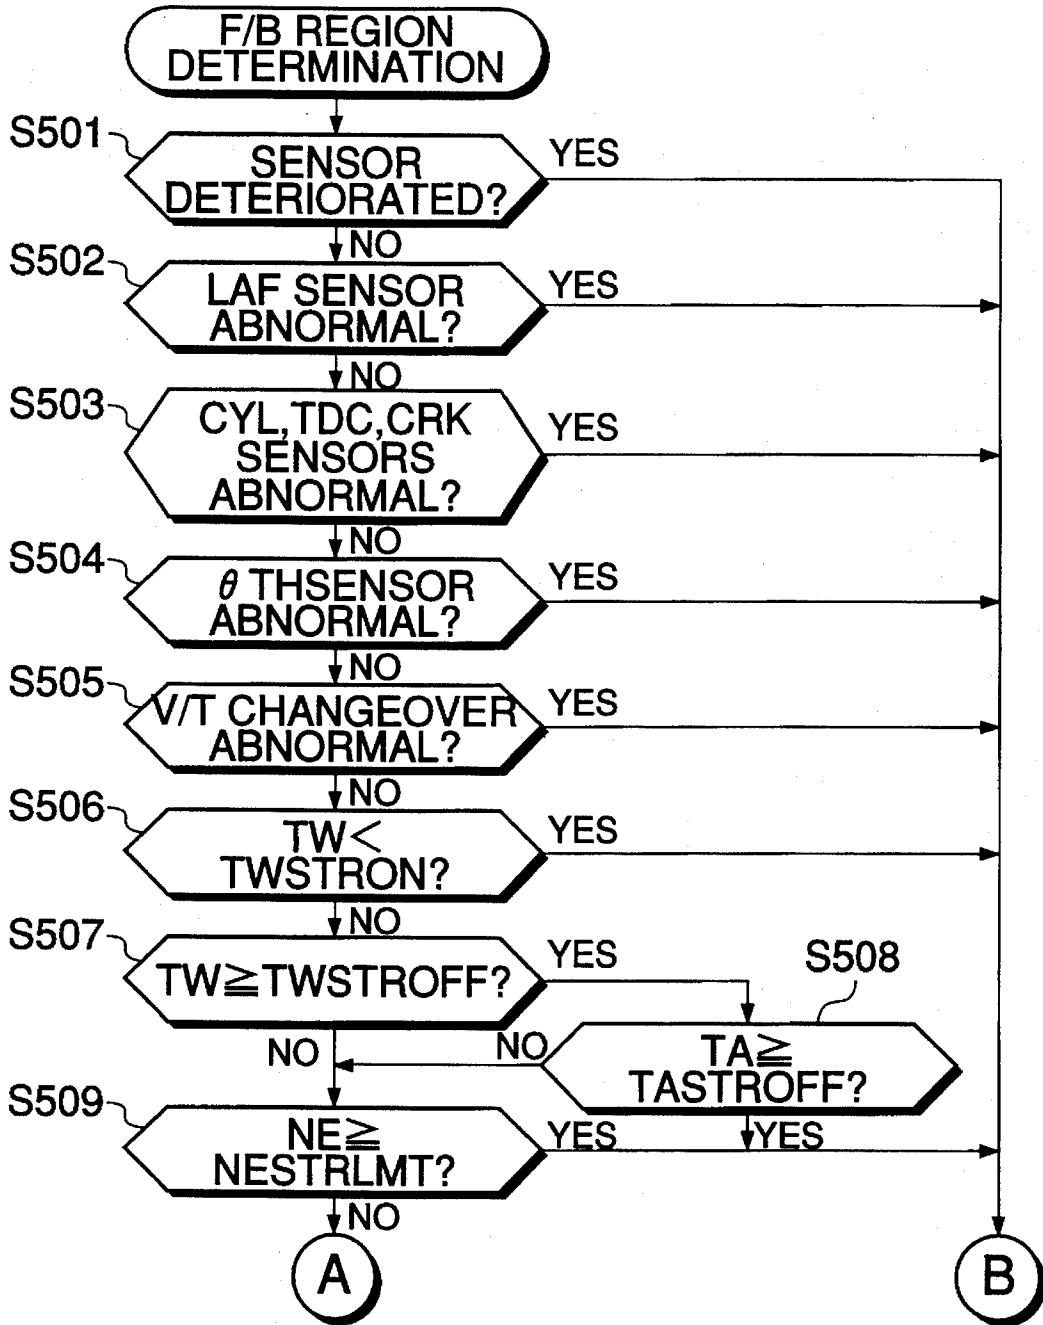 F/B REGION
DETERMINATION
S501
SENSOR
DETERIORATED?
YES
NO
S502
LAF SENSOR
ABNORMAL?
YES
NO
S503
CYL,TDC,CRK
SENSORS
ABNORMAL?
YES
NO
S504
θ THSENSOR
ABNORMAL?
YES
NO
S505
V/T CHANGEOVER
ABNORMAL?
YES
NO
S506
TW<
TWSTRON?
YES
NO
S507
TW≧TWSTROFF?
YES
NO
S508
TA≧
TASTROFF?
NO
YES
S509
NE≧
NESTRLMT?
YES
NO
A
B